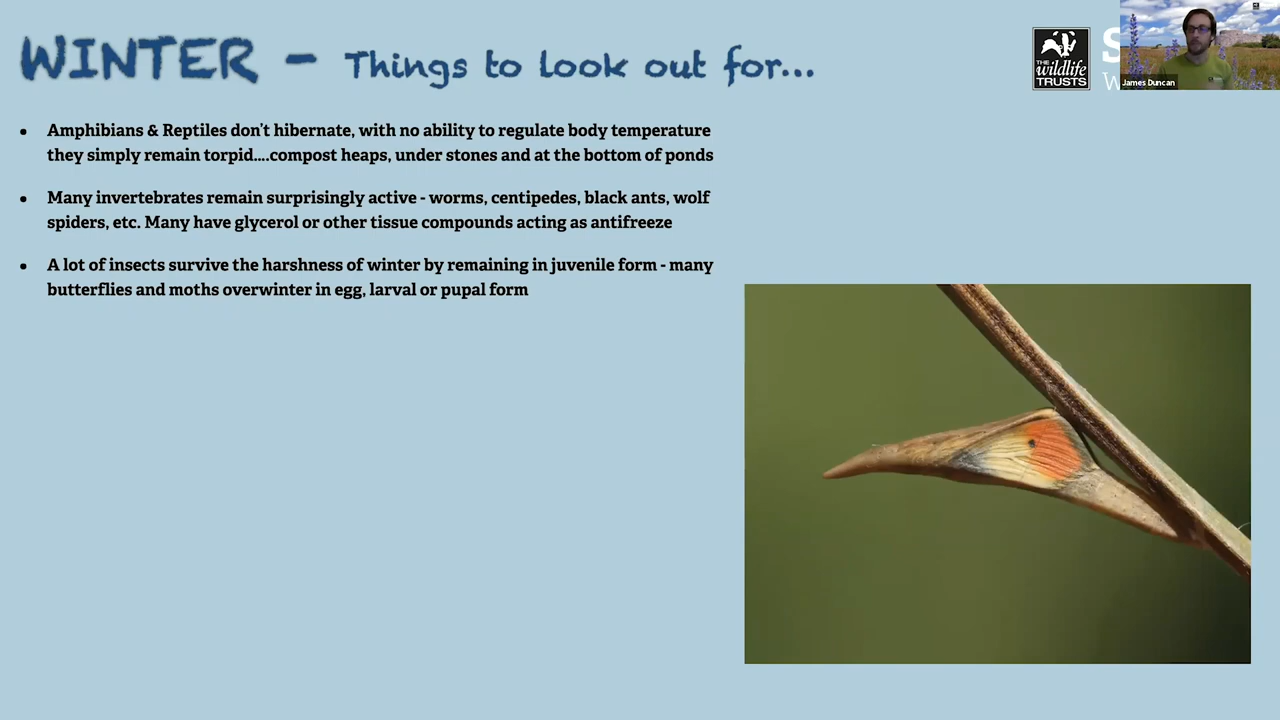 WINTER - Things to look out for...
THE
wildlife
TRUSTS
S
W
James Duncan
Amphibians & Reptiles don't hibernate, with no ability to regulate body temperature
they simply remain torpid....compost heaps, under stones and at the bottom of ponds
Many invertebrates remain surprisingly active - worms, centipedes, black ants, wolf
spiders, etc. Many have glycerol or other tissue compounds acting as antifreeze
A lot of insects survive the harshness of winter by remaining in juvenile form - many
butterflies and moths overwinter in egg, larval or pupal form